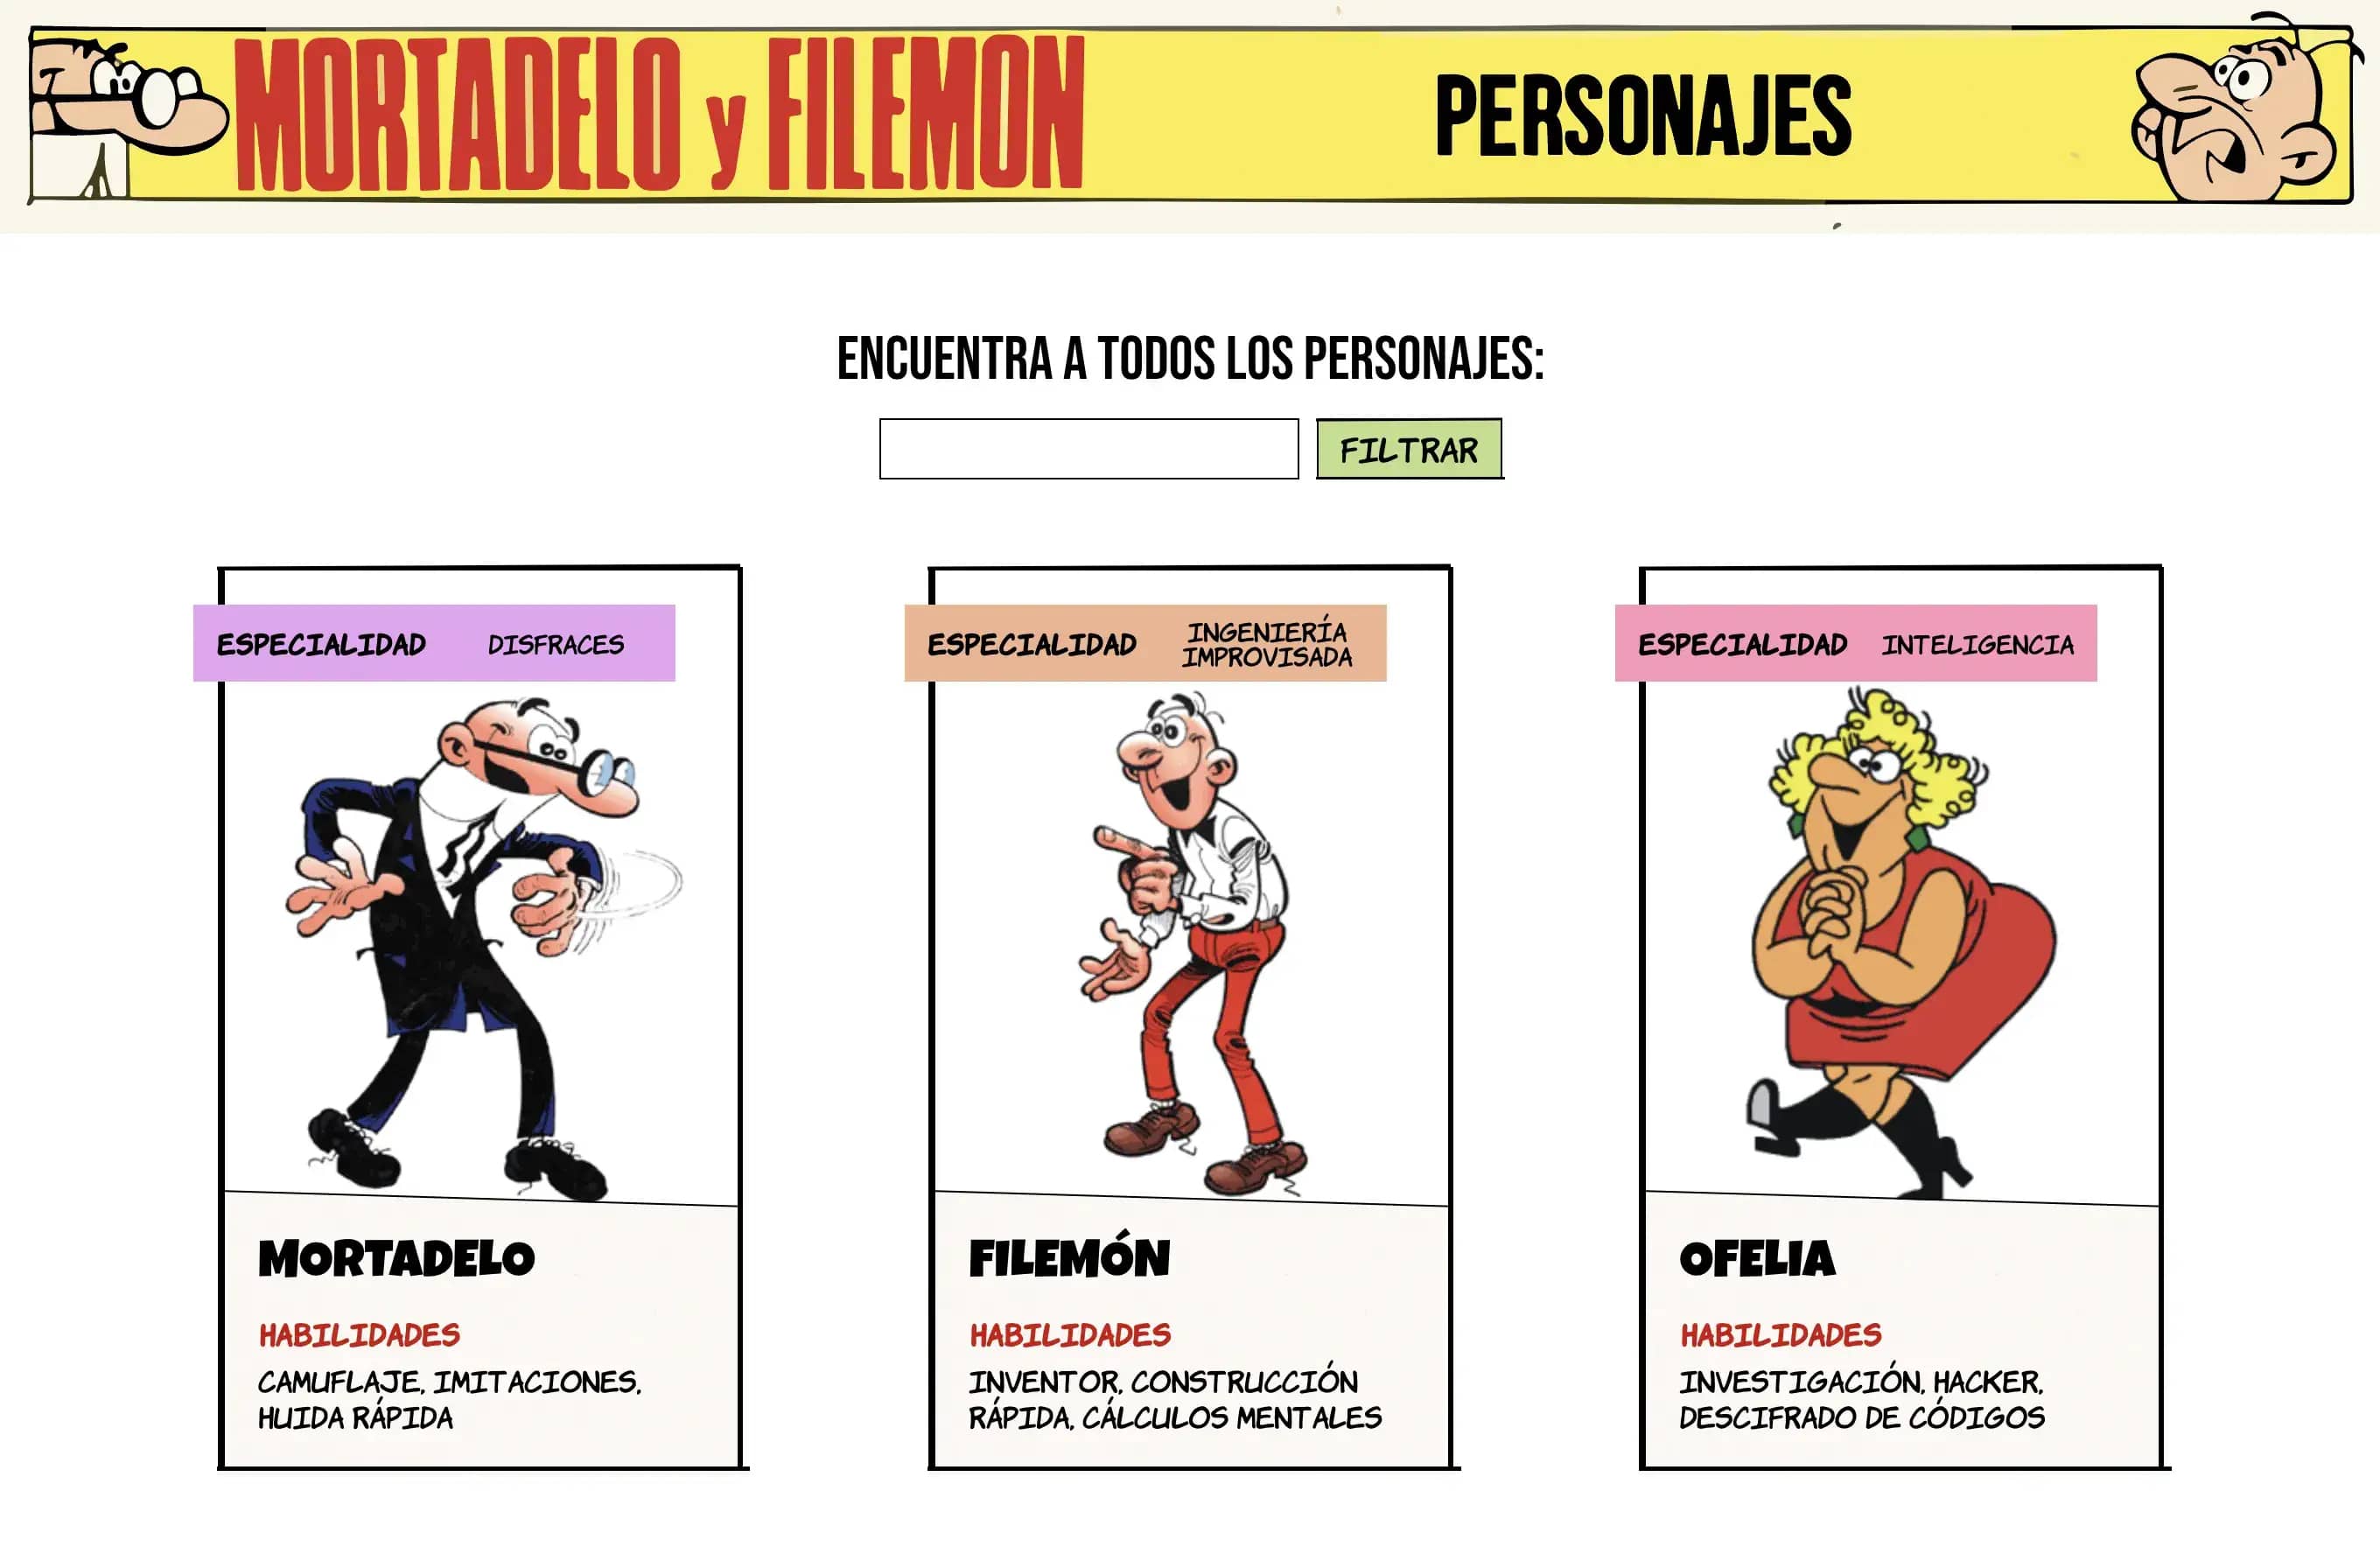 MORTADELO y FILEMON
PERSONAJES
ENCUENTRA A TODOS LOS PERSONAJES:
FILTRAR
ESPECIALIDAD DISFRACES
MORTADELO
HABILIDADES
CAMUFLAJE, IMITACIONES,
HUIDA RÁPIDA
ESPECIALIDAD INGENIERÍA
IMPROVISADA
FILEMÓN
HABILIDADES
INVENTOR, CONSTRUCCIÓN
RÁPIDA, CÁLCULOS MENTALES
ESPECIALIDAD INTELIGENCIA
OFELIA
HABILIDADES
INVESTIGACIÓN, HACKER,
DESCIFRADO DE CÓDIGOS